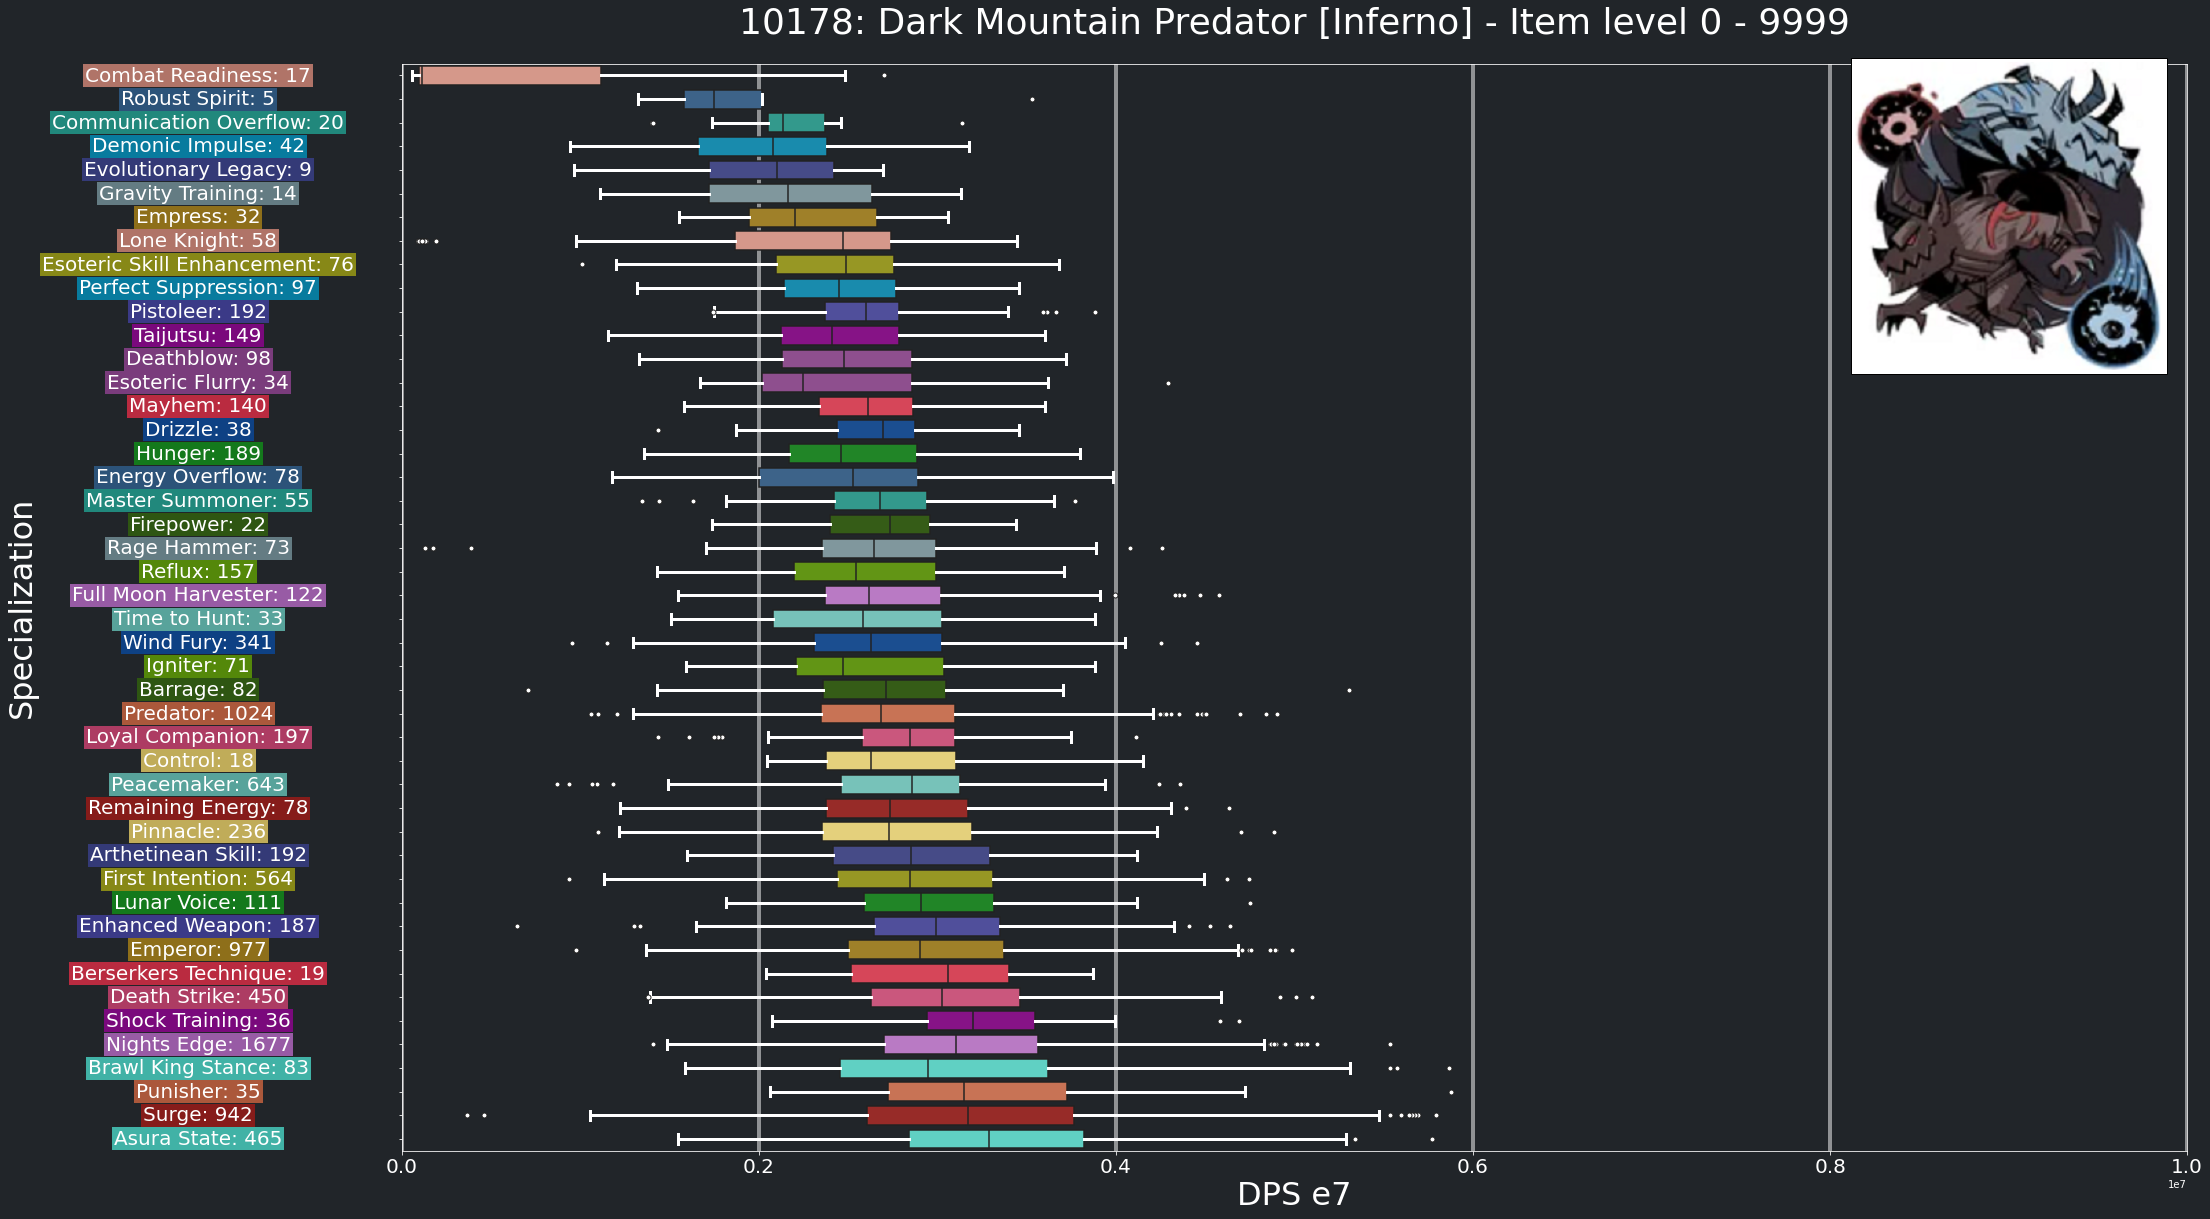 10178: Dark Mountain Predator [Inferno] - Item level 0 - 9999
Combat Readiness: 17
Robust Spirit: 5
Communication Overflow: 20
Demonic Impulse: 42
Evolutionary Legacy: 9
Gravity Training: 14
Empress: 32
Lone Knight: 58
Esoteric Skill Enhancement: 76
Perfect Suppression: 97
Pistoleer: 192
Taijutsu: 149
Deathblow: 98
Esoteric Flurry: 34
Mayhem: 140
Drizzle: 38
Hunger: 189
Energy Overflow: 78
Master Summoner: 55
Firepower: 22
Rage Hammer: 73
Reflux: 157
Full Moon Harvester: 122
Time to Hunt: 33
Wind Fury: 341
Igniter: 71
Barrage: 82
Predator: 1024
Loyal Companion: 197
Control: 18
Peacemaker: 643
Remaining Energy: 78
Pinnacle: 236
Arthetinean Skill: 192
First Intention: 564
Lunar Voice: 111
Enhanced Weapon: 187
Emperor: 977
Berserkers Technique: 19
Death Strike: 450
Shock Training: 36
Nights Edge: 1677
Brawl King Stance: 83
Punisher: 35
Surge: 942
Asura State: 465
Specialization
0.0 0.2 0.4 0.6 0.8 1.0
1e7
DPS e7